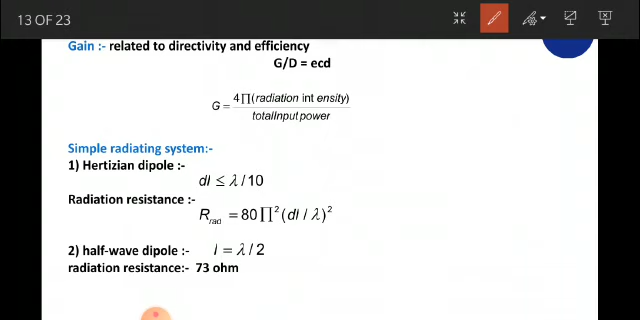 13 OF 23
Gain :- related to directivity and efficiency
G/D = ecd
G = 4∏(radiation int ensity) / totalInput power
Simple radiating system:-
1) Hertizian dipole :-
dl ≤ λ/10
Radiation resistance :-
R_rad = 80∏²(dl / λ)²
2) half-wave dipole :- l = λ/2
radiation resistance:- 73 ohm